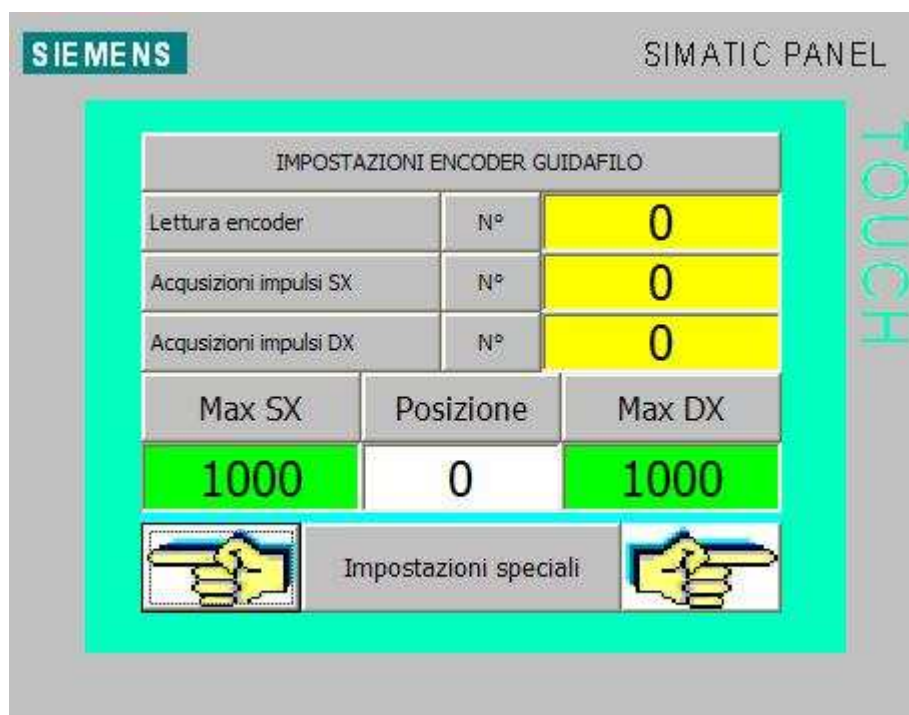 SIEMENS
SIMATIC PANEL
TOUCH
IMPOSTAZIONI ENCODER GUIDAFILO
Lettura encoder N° 0
Acqusizioni impulsi SX N° 0
Acqusizioni impulsi DX N° 0
Max SX Posizione Max DX
1000 0 1000
Impostazioni speciali